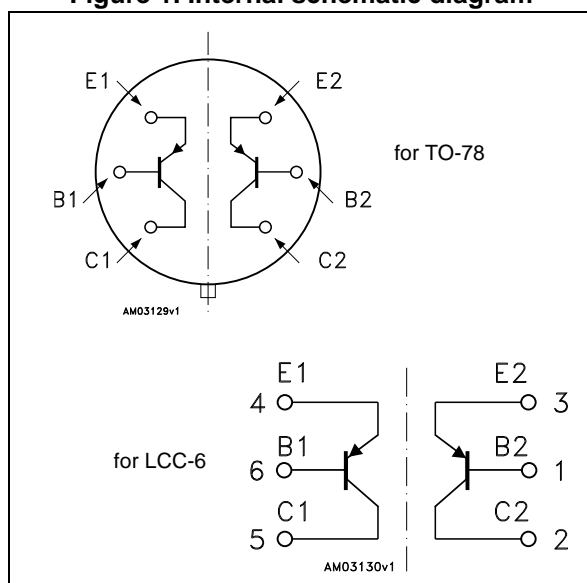 Figure 1. Internal schematic diagram
E1 E2
for TO-78
B1 B2
C1 C2
AM03129v1
E1 E2
4 3
B1 B2
for LCC-6
6 1
C1 C2
5 2
AM03130v1